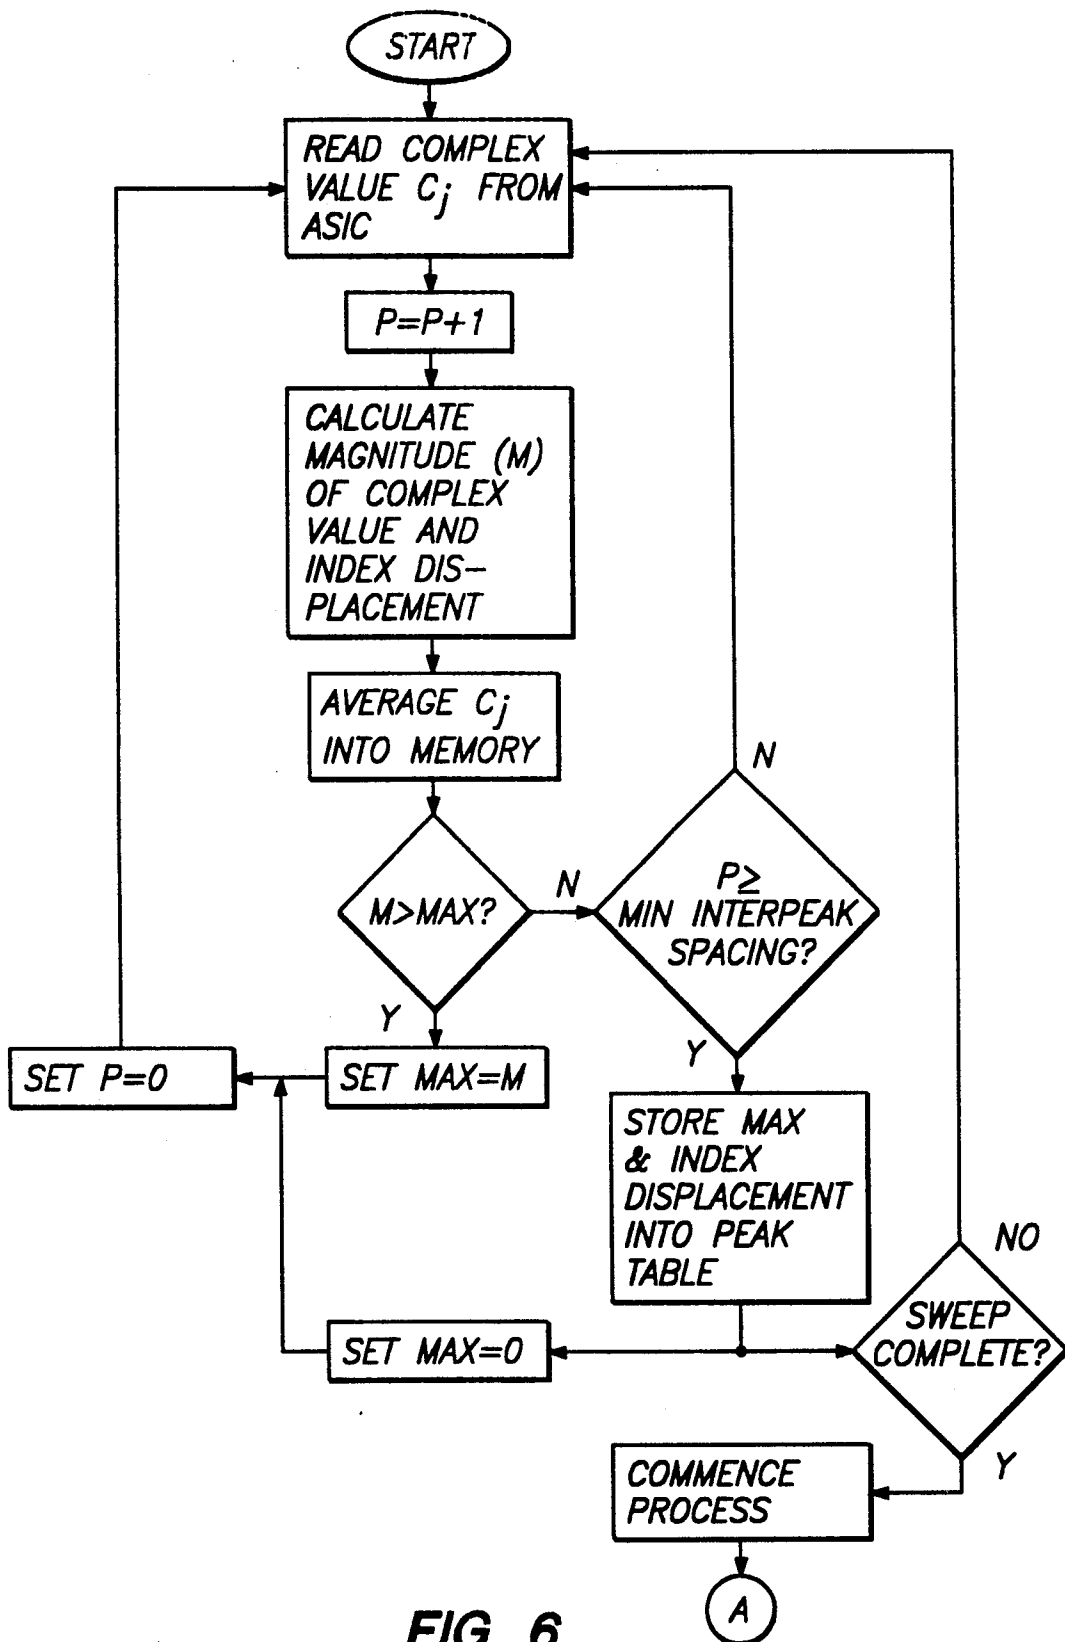 START
READ COMPLEX
VALUE Cj FROM
ASIC
P=P+1
CALCULATE
MAGNITUDE (M)
OF COMPLEX
VALUE AND
INDEX DIS-
PLACEMENT
AVERAGE Cj
INTO MEMORY
M>MAX?
N
Y
P≥
MIN INTERPEAK
SPACING?
N
Y
SET P=0
SET MAX=M
STORE MAX
& INDEX
DISPLACEMENT
INTO PEAK
TABLE
SET MAX=0
SWEEP
COMPLETE?
NO
Y
COMMENCE
PROCESS
A
FIG. 6